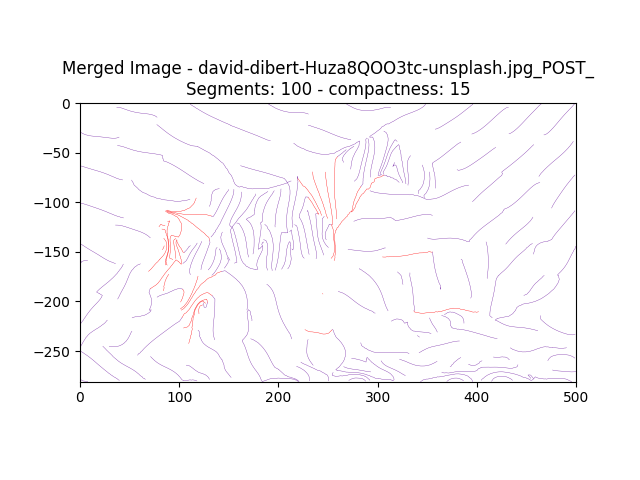 Merged Image - david-dibert-Huza8QOO3tc-unsplash.jpg_POST_
Segments: 100 - compactness: 15
0
−50
−100
−150
−200
−250
0 100 200 300 400 500